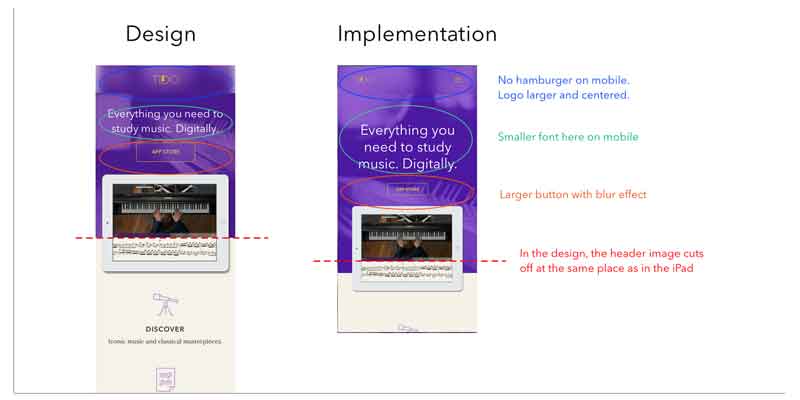 Design
Implementation
TIDO
Everything you need to
study music. Digitally.
APP STORE
DISCOVER
Iconic music and classical masterpieces.
Everything you
need to study
music. Digitally.
APP STORE
No hamburger on mobile.
Logo larger and centered.
Smaller font here on mobile
Larger button with blur effect
In the design, the header image cuts
off at the same place as in the iPad